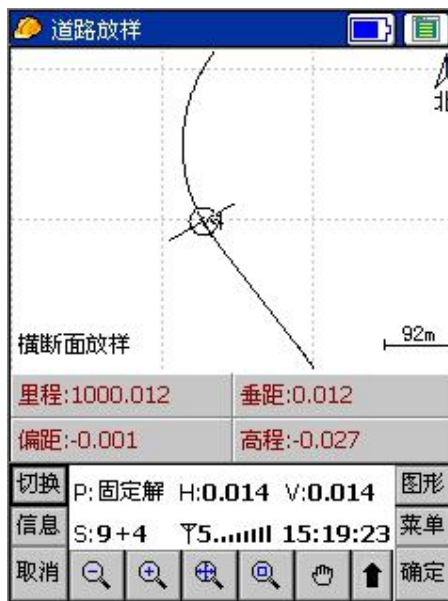 道路放样
北
92m
横断面放样
里程:1000.012 垂距:0.012
偏距:-0.001 高程:-0.027
切换 P:固定解 H:0.014 V:0.014 图形
信息 S:9+4 5 15:19:23 菜单
取消 确定